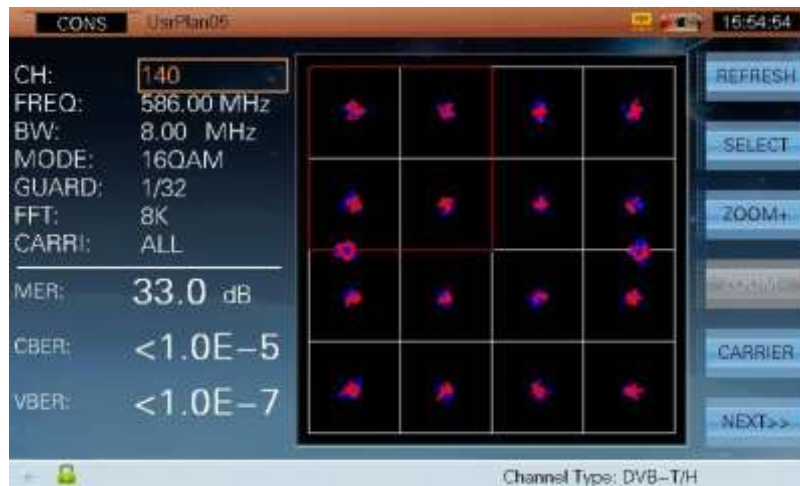 CONS UsrPlan05 15:54:54
CH: 140
FREQ: 586.00 MHz
BW: 8.00 MHz
MODE: 16QAM
GUARD: 1/32
FFT: 8K
CARRI: ALL
MER: 33.0 dB
CBER: <1.0E-5
VBER: <1.0E-7
REFRESH
SELECT
ZOOM+
CARRIER
NEXT>>
Channel Type: DVB-T/H